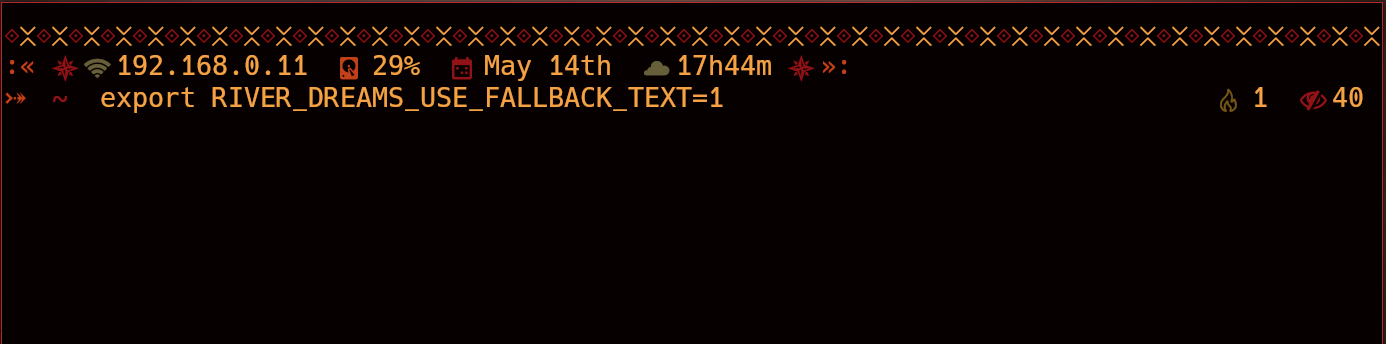 :« 192.168.0.11 29% May 14th 17h44m »:
~ export RIVER_DREAMS_USE_FALLBACK_TEXT=1 1 40